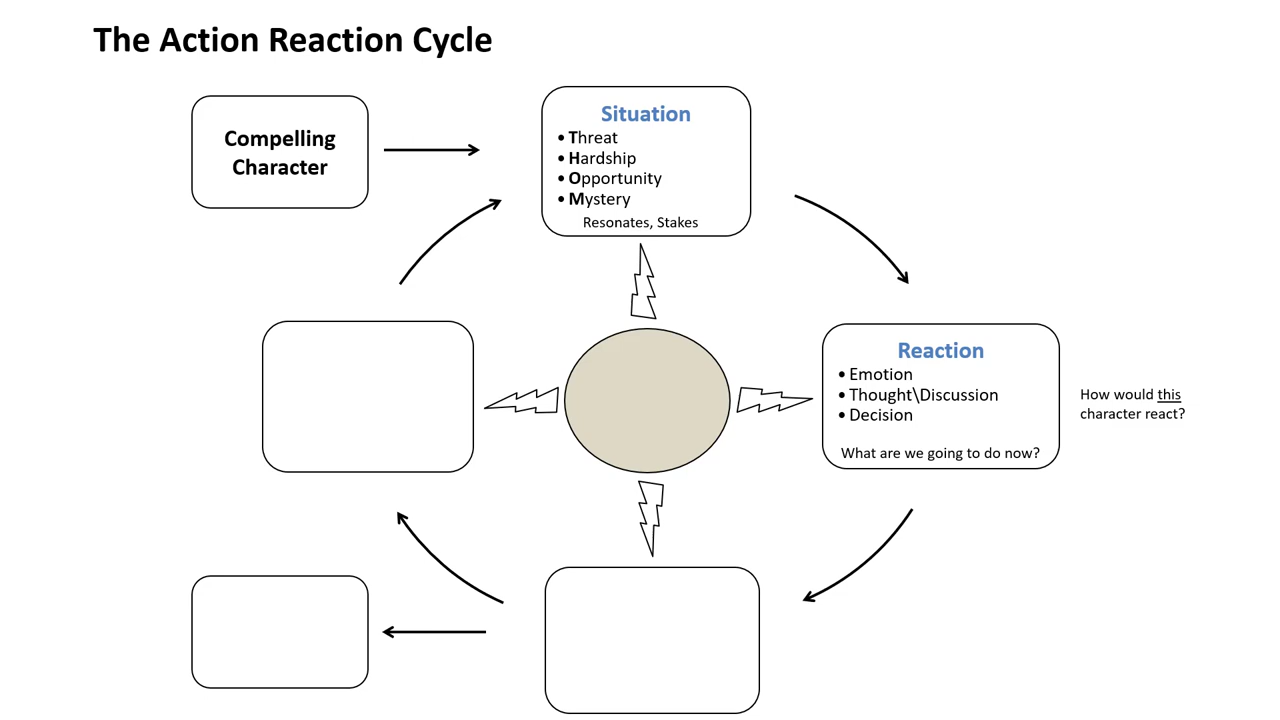 The Action Reaction Cycle
Compelling
Character
Situation
• Threat
• Hardship
• Opportunity
• Mystery
Resonates, Stakes
Reaction
• Emotion
• Thought\Discussion
• Decision
What are we going to do now?
How would this
character react?